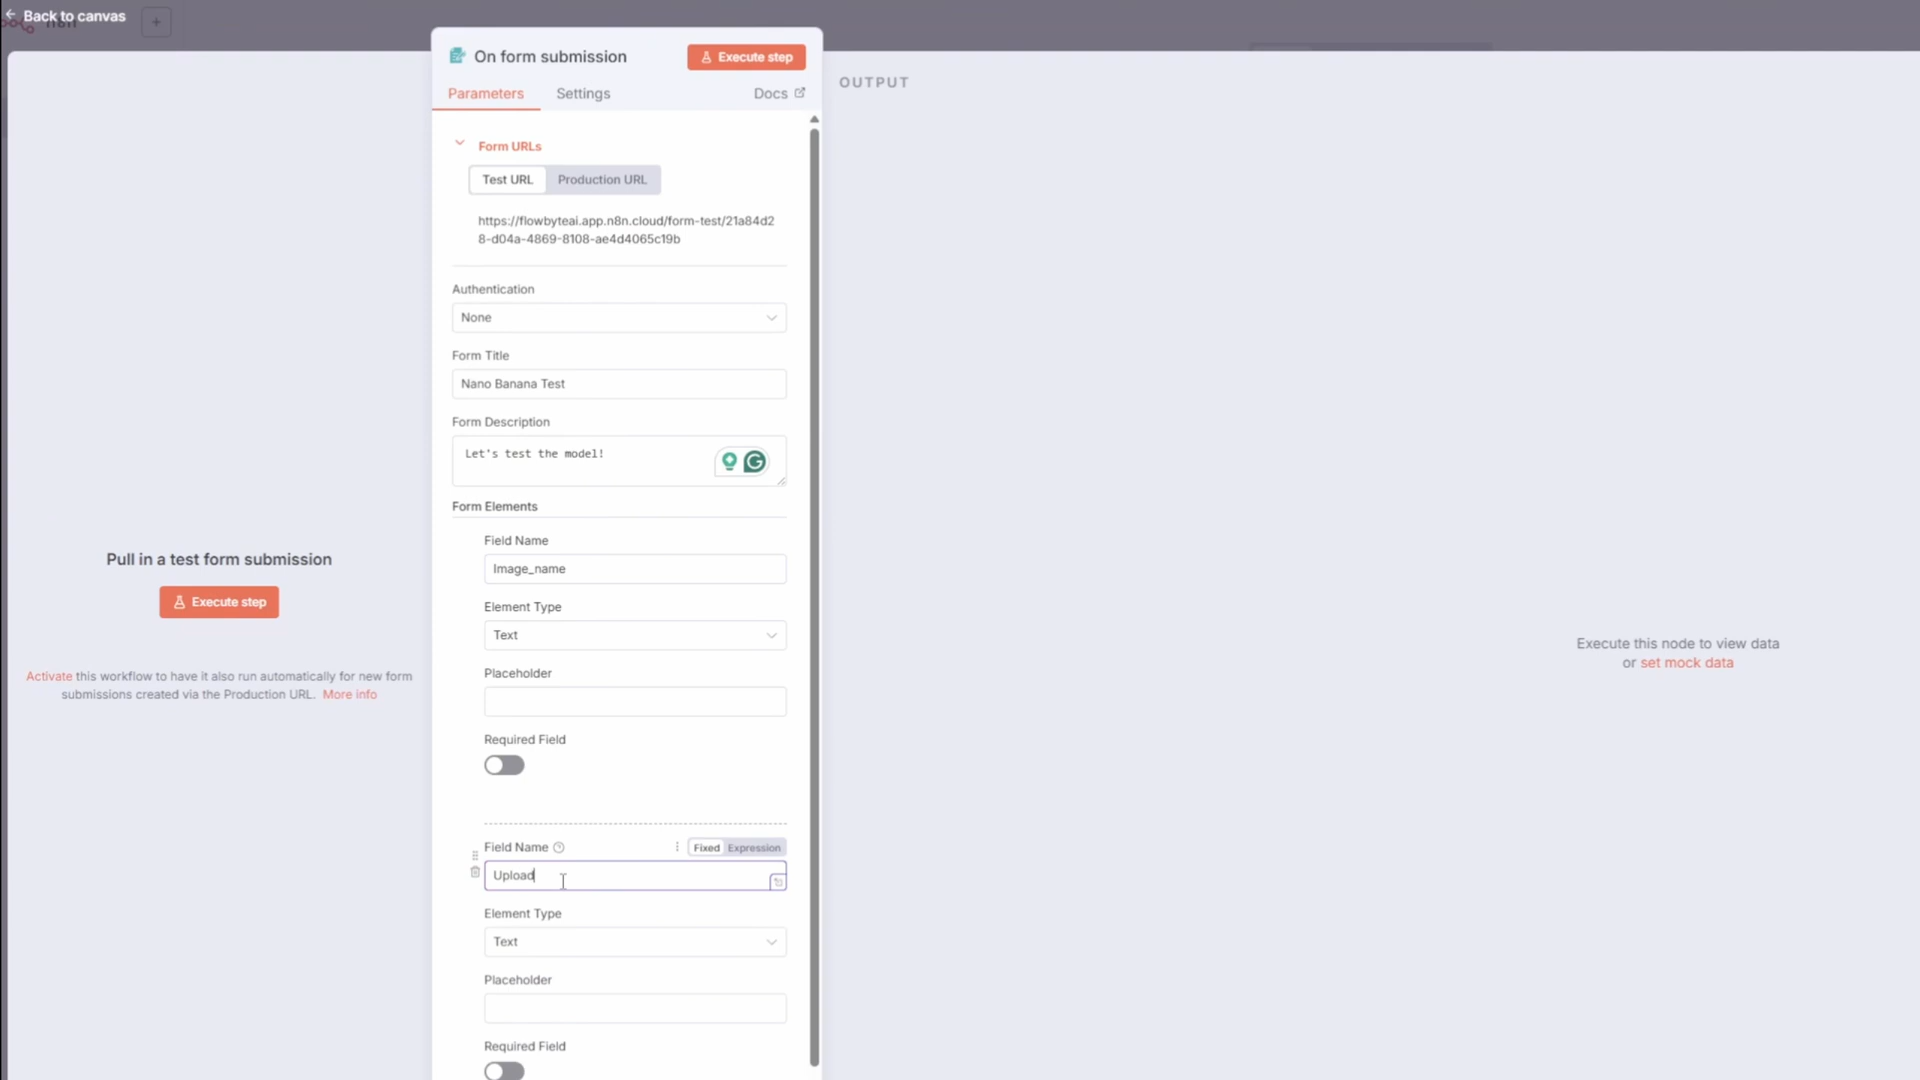 Back to canvas
n8n
+
On form submission
Execute step
Parameters
Settings
Docs
OUTPUT
Form URLs
Test URL
Production URL
https://flowbyteai.app.n8n.cloud/form-test/21a84d2
8-d04a-4869-8108-ae4d4065c19b
Authentication
None
Form Title
Nano Banana Test
Form Description
Let's test the model!
Form Elements
Field Name
Image_name
Element Type
Text
Placeholder
Required Field
Pull in a test form submission
Execute step
Activate this workflow to have it also run automatically for new form
submissions created via the Production URL. More info
Execute this node to view data
or set mock data
Field Name
Fixed
Expression
Upload
Element Type
Text
Placeholder
Required Field